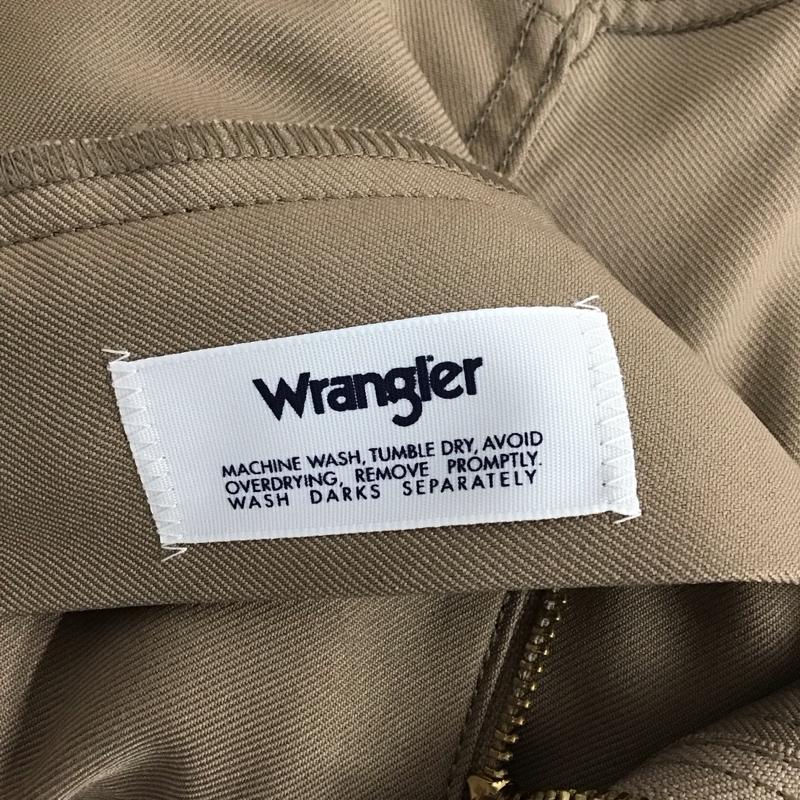 Wrangler
MACHINE WASH, TUMBLE DRY, AVOID
OVERDRYING, REMOVE PROMPTLY.
WASH DARKS SEPARATELY